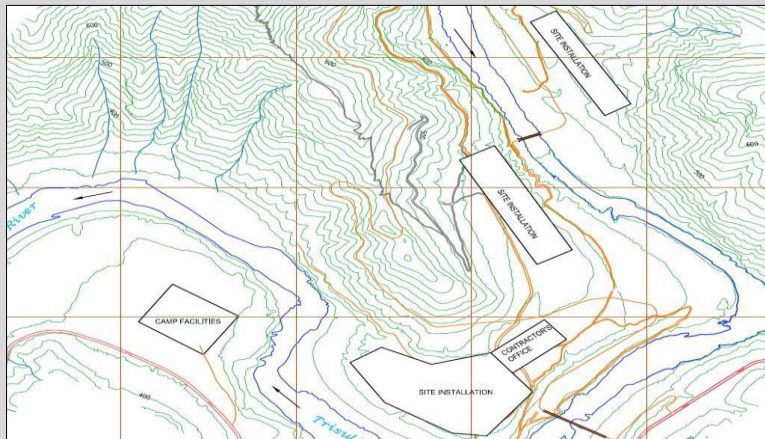 600
500
400
600
400
500
SITE INSTALLATION
600
500
SITE INSTALLATION
River
CAMP FACILITIES
CONTRACTOR'S
OFFICE
SITE INSTALLATION
400